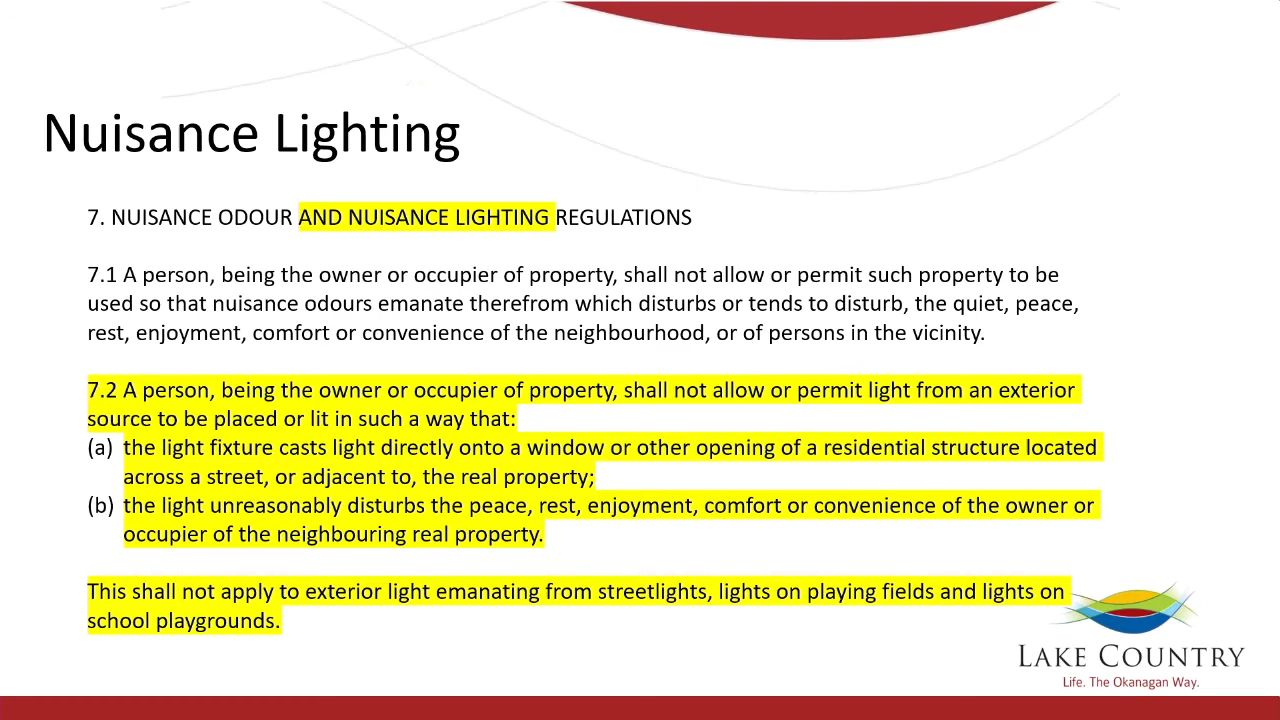 Nuisance Lighting
7. NUISANCE ODOUR AND NUISANCE LIGHTING REGULATIONS
7.1 A person, being the owner or occupier of property, shall not allow or permit such property to be
used so that nuisance odours emanate therefrom which disturbs or tends to disturb, the quiet, peace,
rest, enjoyment, comfort or convenience of the neighbourhood, or of persons in the vicinity.
7.2 A person, being the owner or occupier of property, shall not allow or permit light from an exterior
source to be placed or lit in such a way that:
(a) the light fixture casts light directly onto a window or other opening of a residential structure located
across a street, or adjacent to, the real property;
(b) the light unreasonably disturbs the peace, rest, enjoyment, comfort or convenience of the owner or
occupier of the neighbouring real property.
This shall not apply to exterior light emanating from streetlights, lights on playing fields and lights on
school playgrounds.
LAKE COUNTRY
Life. The Okanagan Way.